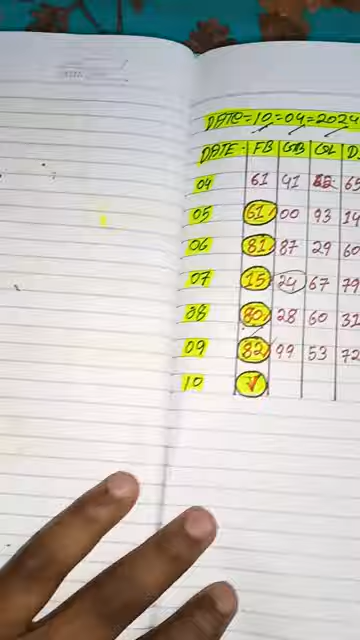 DATE=10=04=2024
DATE- FB GB GL D
04 61 41 82 65
05 61 00 93 14
06 81 87 29 60
07 15 24 67 79
08 80 28 60 31
09 82 99 53 72
10